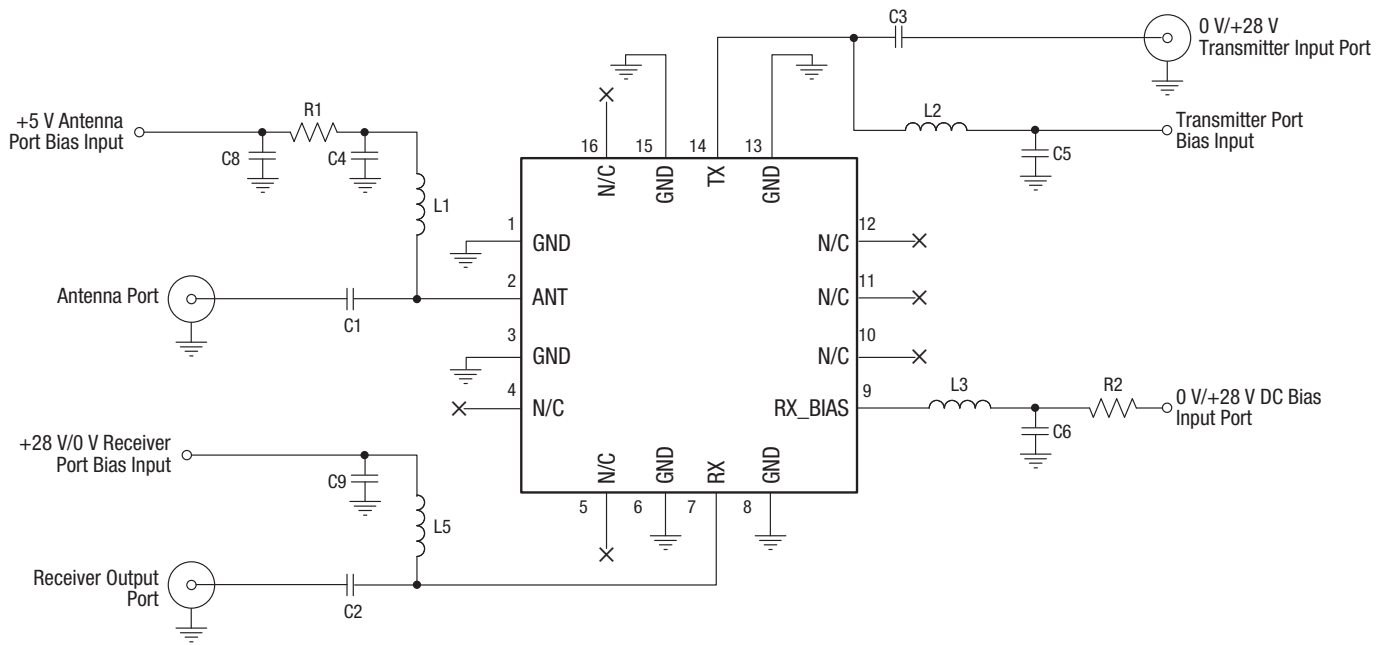 C3
0 V/+28 V
Transmitter Input Port
+5 V Antenna
Port Bias Input
R1
C8
C4
L1
L2
Transmitter Port
Bias Input
C5
16
15
14
13
N/C
GND
TX
GND
1
GND
12
N/C
Antenna Port
C1
2
ANT
11
N/C
3
GND
10
N/C
4
N/C
9
RX_BIAS
L3
R2
0 V/+28 V DC Bias
Input Port
C6
+28 V/0 V Receiver
Port Bias Input
C9
L5
N/C
GND
RX
GND
5
6
7
8
Receiver Output
Port
C2